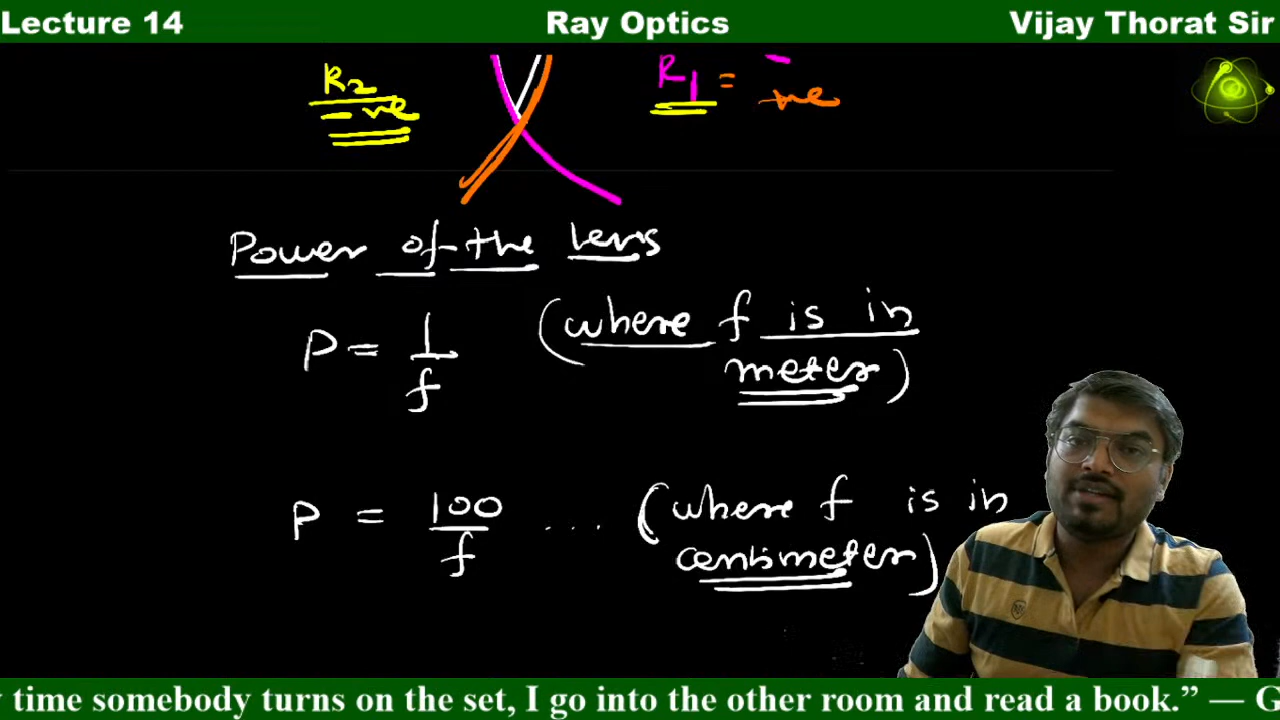 Lecture 14 Ray Optics Vijay Thorat Sir
R2 R1 = -
-ve +ve
Power of the lens
P = 1/f (where f is in
meter)
P = 100/f .... (where f is in
centimeter)
time somebody turns on the set, I go into the other room and read a book.” — G